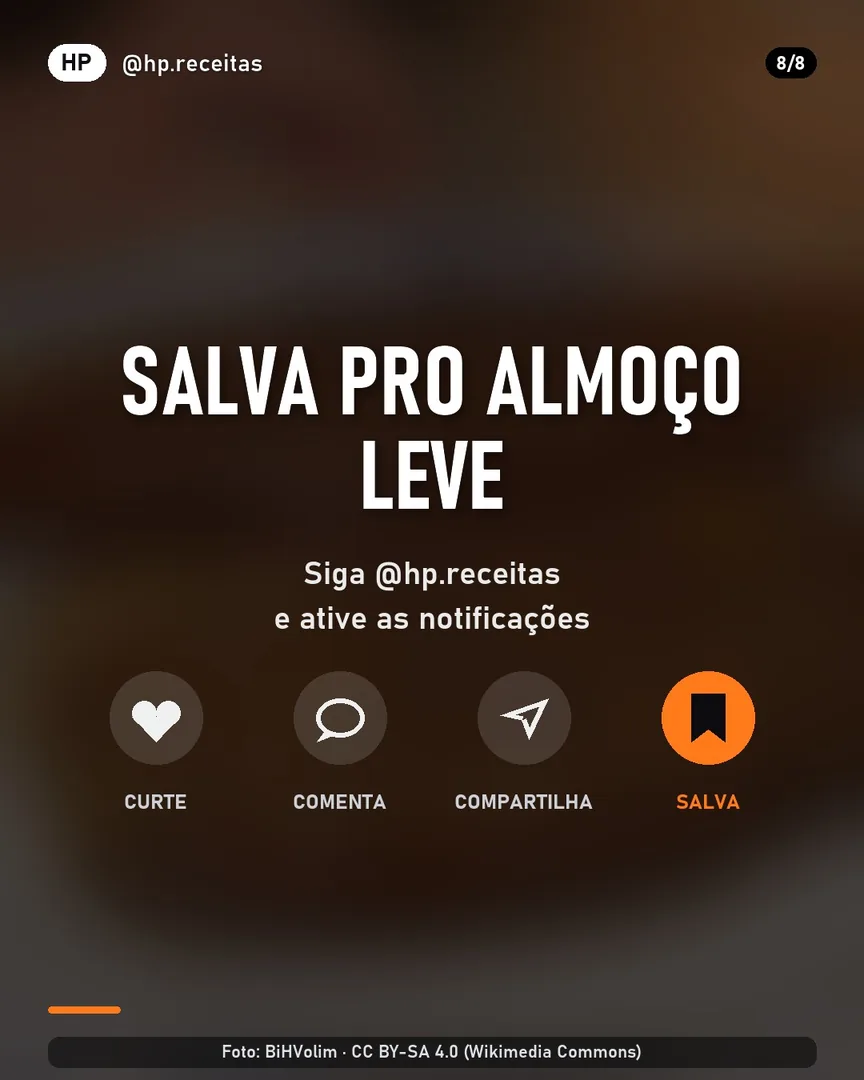 HP @hp.receitas 8/8
SALVA PRO ALMOÇO
LEVE
Siga @hp.receitas
e ative as notificações
CURTE COMENTA COMPARTILHA SALVA
Foto: BiHVolim · CC BY-SA 4.0 (Wikimedia Commons)